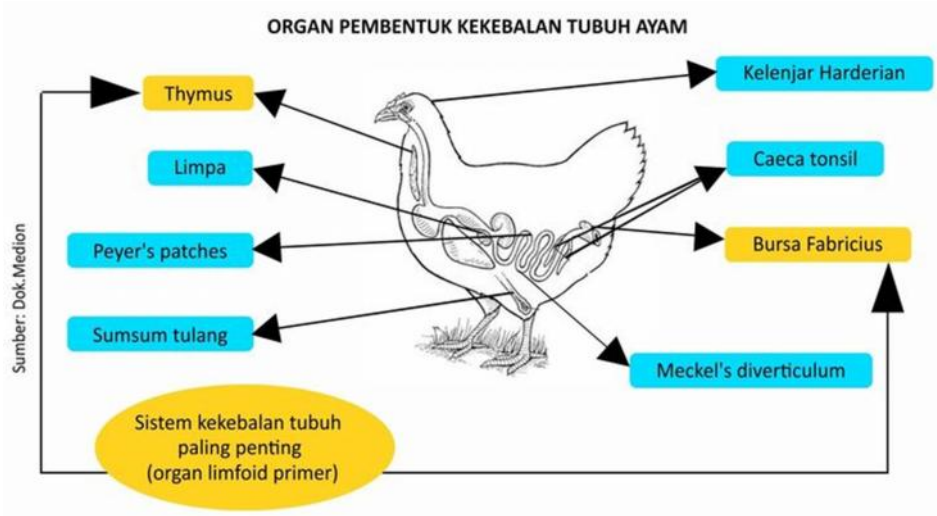 ORGAN PEMBENTUK KEKEBALAN TUBUH AYAM
Thymus
Kelenjar Harderian
Limpa
Caeca tonsil
Peyer's patches
Bursa Fabricius
Sumsum tulang
Meckel's diverticulum
Sistem kekebalan tubuh
paling penting
(organ limfoid primer)
Sumber: Dok.Medion